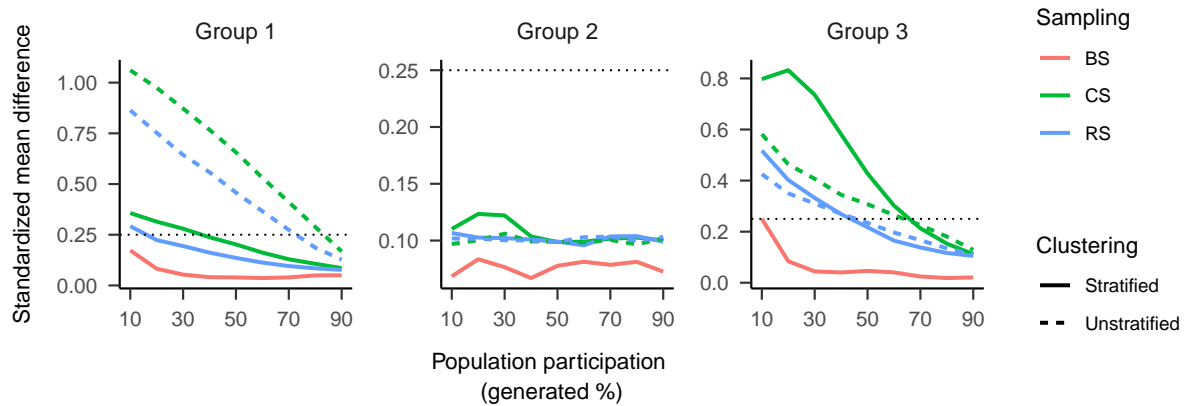 Group 1
Group 2
Group 3
Standardized mean difference
1.00
0.75
0.50
0.25
0.00
10 30 50 70 90
0.25
0.20
0.15
0.10
10 30 50 70 90
0.8
0.6
0.4
0.2
0.0
10 30 50 70 90
Population participation
(generated %)
Sampling
BS
CS
RS
Clustering
Stratified
Unstratified